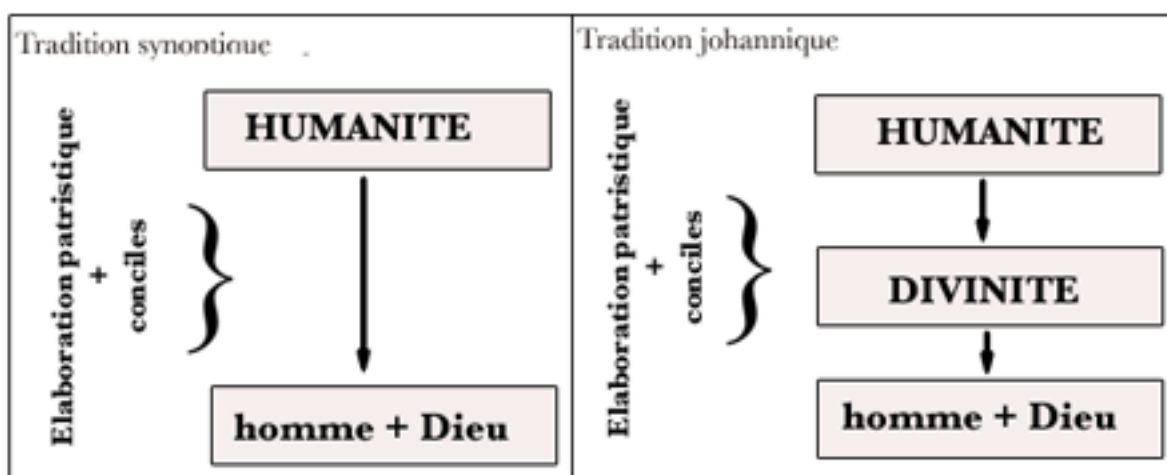 Tradition synoptique
Elaboration patristique
+
conciles
HUMANITE
homme + Dieu
Tradition johannique
Elaboration patristique
+
conciles
HUMANITE
DIVINITE
homme + Dieu